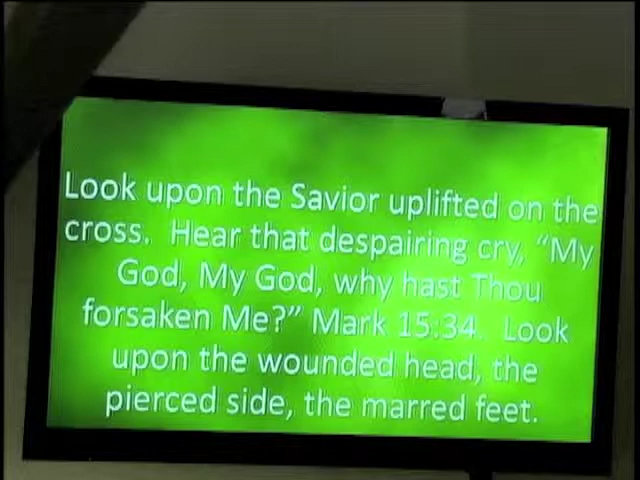 Look upon the Savior uplifted on the
cross.  Hear that despairing cry, “My
God, My God, why hast Thou
forsaken Me?” Mark 15:34.  Look
upon the wounded head, the
pierced side, the marred feet.